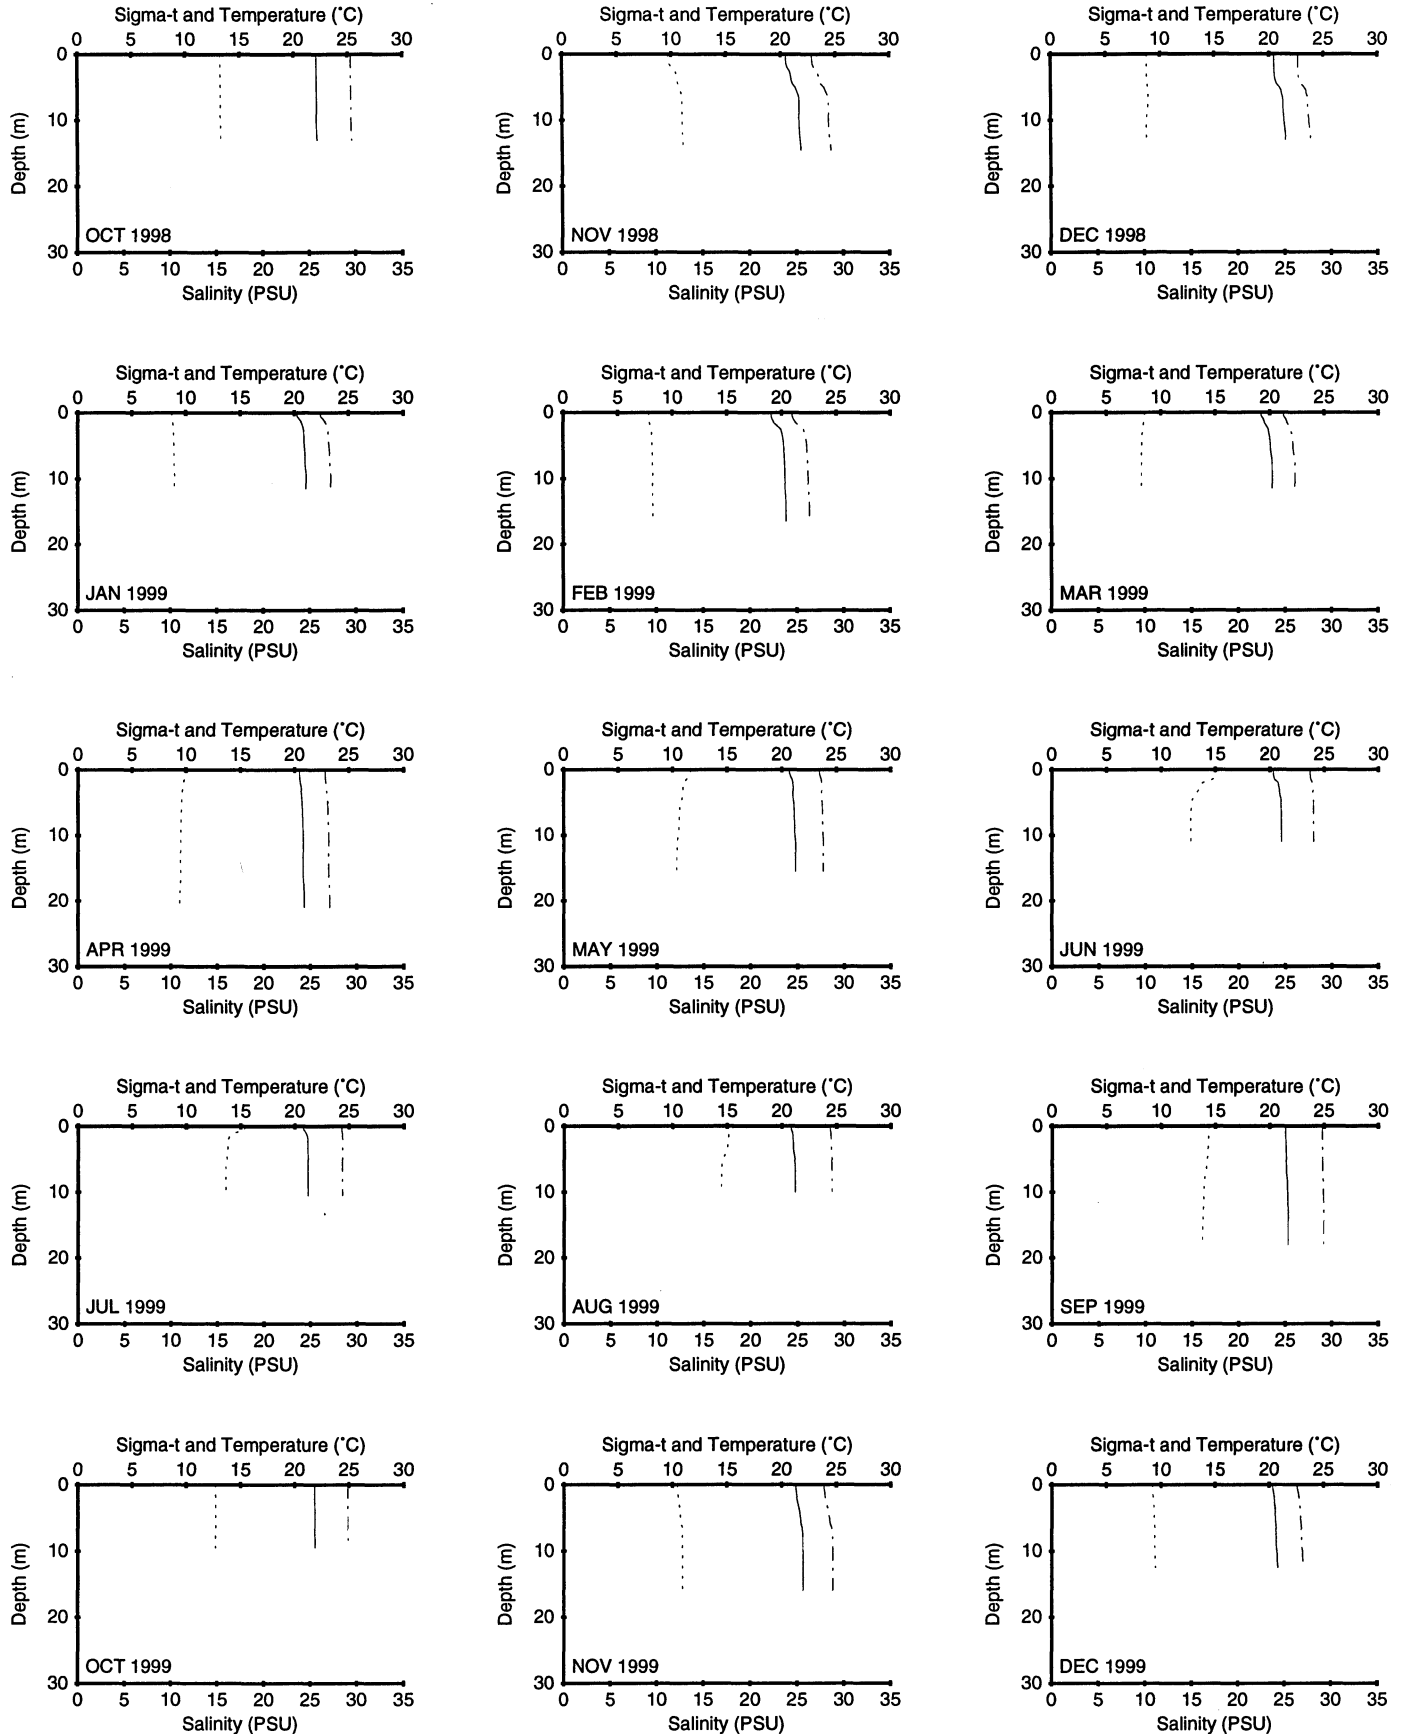 Sigma-t and Temperature (˚C) Sigma-t and Temperature (˚C) Sigma-t and Temperature (˚C)
0 5 10 15 20 25 30 0 5 10 15 20 25 30 0 5 10 15 20 25 30
0 0 0
10 10 10
Depth (m) Depth (m) Depth (m)
20 20 20
OCT 1998 NOV 1998 DEC 1998
30 30 30
0 5 10 15 20 25 30 35 0 5 10 15 20 25 30 35 0 5 10 15 20 25 30 35
Salinity (PSU) Salinity (PSU) Salinity (PSU)
Sigma-t and Temperature (˚C) Sigma-t and Temperature (˚C) Sigma-t and Temperature (˚C)
0 5 10 15 20 25 30 0 5 10 15 20 25 30 0 5 10 15 20 25 30
0 0 0
10 10 10
Depth (m) Depth (m) Depth (m)
20 20 20
JAN 1999 FEB 1999 MAR 1999
30 30 30
0 5 10 15 20 25 30 35 0 5 10 15 20 25 30 35 0 5 10 15 20 25 30 35
Salinity (PSU) Salinity (PSU) Salinity (PSU)
Sigma-t and Temperature (˚C) Sigma-t and Temperature (˚C) Sigma-t and Temperature (˚C)
0 5 10 15 20 25 30 0 5 10 15 20 25 30 0 5 10 15 20 25 30
0 0 0
10 10 10
Depth (m) Depth (m) Depth (m)
20 20 20
APR 1999 MAY 1999 JUN 1999
30 30 30
0 5 10 15 20 25 30 35 0 5 10 15 20 25 30 35 0 5 10 15 20 25 30 35
Salinity (PSU) Salinity (PSU) Salinity (PSU)
Sigma-t and Temperature (˚C) Sigma-t and Temperature (˚C) Sigma-t and Temperature (˚C)
0 5 10 15 20 25 30 0 5 10 15 20 25 30 0 5 10 15 20 25 30
0 0 0
10 10 10
Depth (m) Depth (m) Depth (m)
20 20 20
JUL 1999 AUG 1999 SEP 1999
30 30 30
0 5 10 15 20 25 30 35 0 5 10 15 20 25 30 35 0 5 10 15 20 25 30 35
Salinity (PSU) Salinity (PSU) Salinity (PSU)
Sigma-t and Temperature (˚C) Sigma-t and Temperature (˚C) Sigma-t and Temperature (˚C)
0 5 10 15 20 25 30 0 5 10 15 20 25 30 0 5 10 15 20 25 30
0 0 0
10 10 10
Depth (m) Depth (m) Depth (m)
20 20 20
OCT 1999 NOV 1999 DEC 1999
30 30 30
0 5 10 15 20 25 30 35 0 5 10 15 20 25 30 35 0 5 10 15 20 25 30 35
Salinity (PSU) Salinity (PSU) Salinity (PSU)